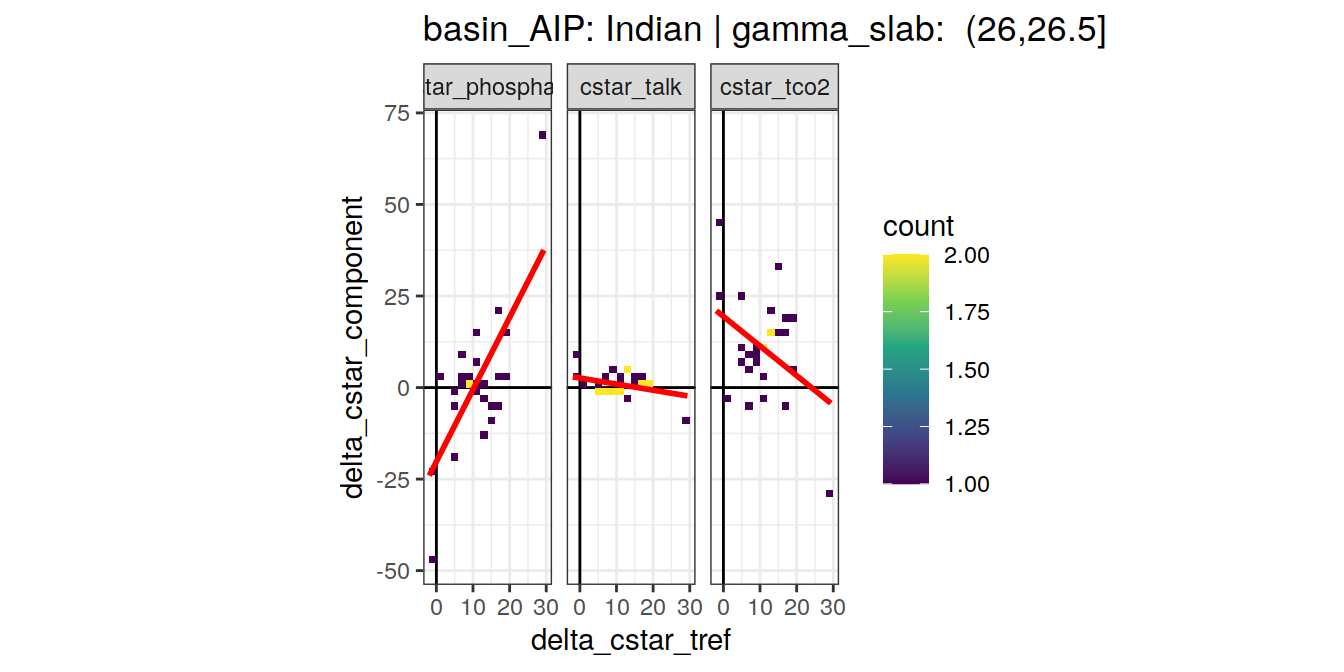 basin_AIP: Indian | gamma_slab:  (26,26.5]
tar_phospha
cstar_talk
cstar_tco2
75
50
25
0
-25
-50
delta_cstar_component
0 10 20 30
0 10 20 30
0 10 20 30
delta_cstar_tref
count
2.00
1.75
1.50
1.25
1.00